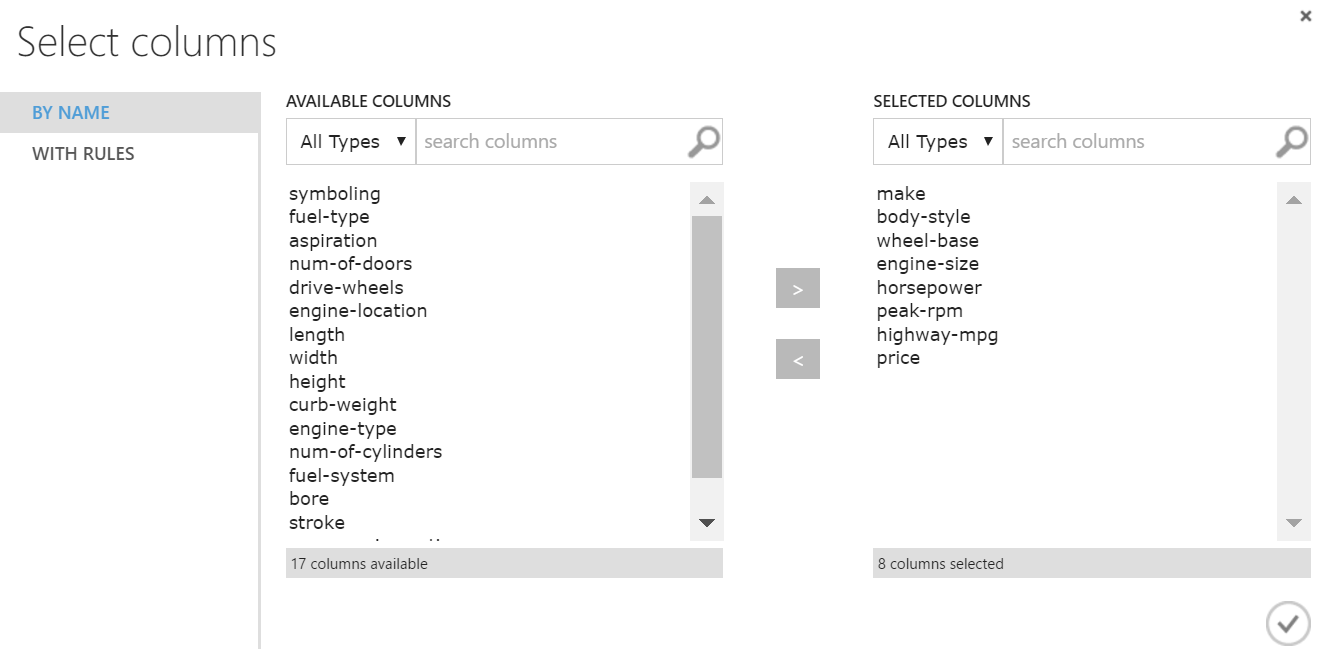 Select columns
BY NAME
WITH RULES
AVAILABLE COLUMNS
All Types
search columns
symboling
fuel-type
aspiration
num-of-doors
drive-wheels
engine-location
length
width
height
curb-weight
engine-type
num-of-cylinders
fuel-system
bore
stroke
17 columns available
>
<
SELECTED COLUMNS
All Types
search columns
make
body-style
wheel-base
engine-size
horsepower
peak-rpm
highway-mpg
price
8 columns selected